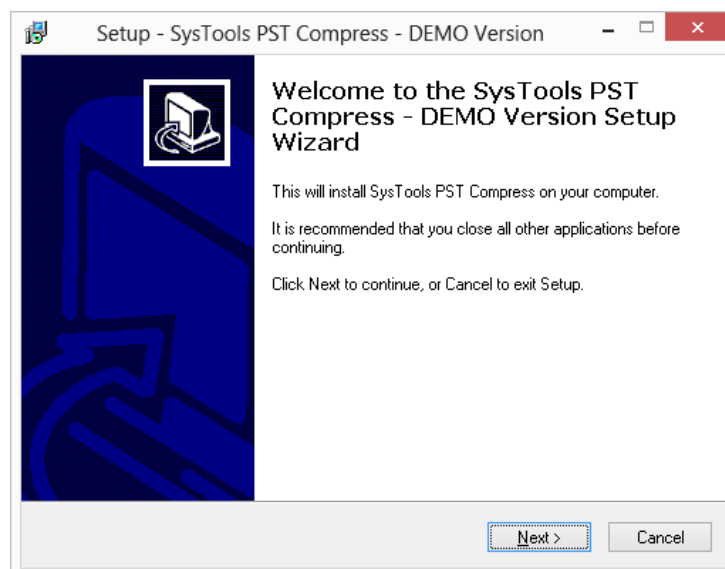 Setup - SysTools PST Compress - DEMO Version
Welcome to the SysTools PST
Compress - DEMO Version Setup
Wizard
This will install SysTools PST Compress on your computer.
It is recommended that you close all other applications before
continuing.
Click Next to continue, or Cancel to exit Setup.
Next >
Cancel